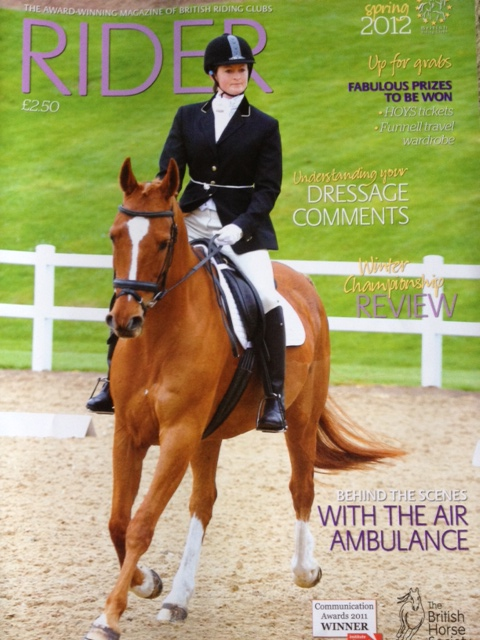 THE AWARD-WINNING MAGAZINE OF BRITISH RIDING CLUBS
RIDER
£2.50
spring
2012
Up for grabs
FABULOUS PRIZES
TO BE WON
• HOYS tickets
• Funnell travel
wardrobe
Understanding your
DRESSAGE
COMMENTS
Winter
Championship
REVIEW
BEHIND THE SCENES
WITH THE AIR
AMBULANCE
Communication
Awards 2011
WINNER
The
British
Horse